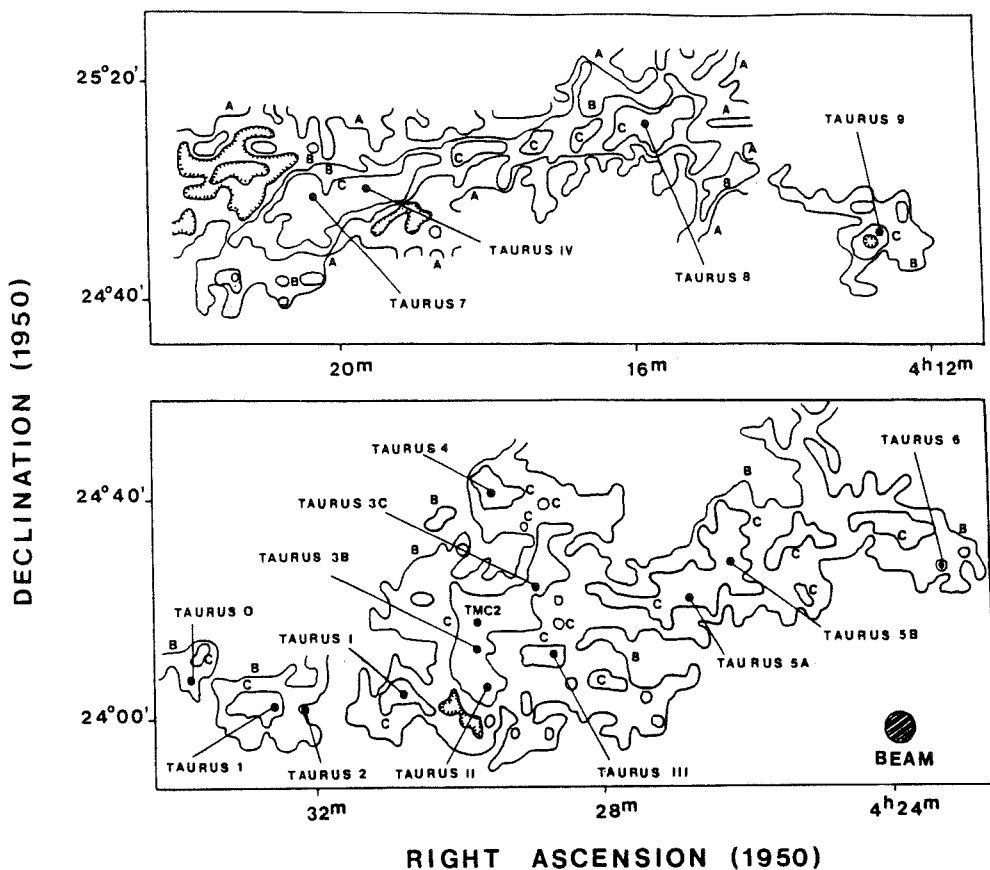 A
A
25°20'
B
A
A
A
TAURUS 9
C
C
C
C
A
B
B
C
B
A
A
C
B
TAURUS IV
A
A
A
TAURUS 8
B
24°40'
TAURUS 7
20m
16m
4h12m
DECLINATION (1950)
TAURUS 4
TAURUS 6
B
24°40'
C
C
B
TAURUS 3C
C
C
C
B
B
C
TAURUS 3B
C
C
TMC2
C
C
TAURUS O
TAURUS I
C
TAURUS 5B
B
C
B
B
TAURUS 5A
C
C
C
24°00'
BEAM
TAURUS 1
TAURUS 2
TAURUS II
TAURUS III
32m
28m
4h24m
RIGHT ASCENSION (1950)